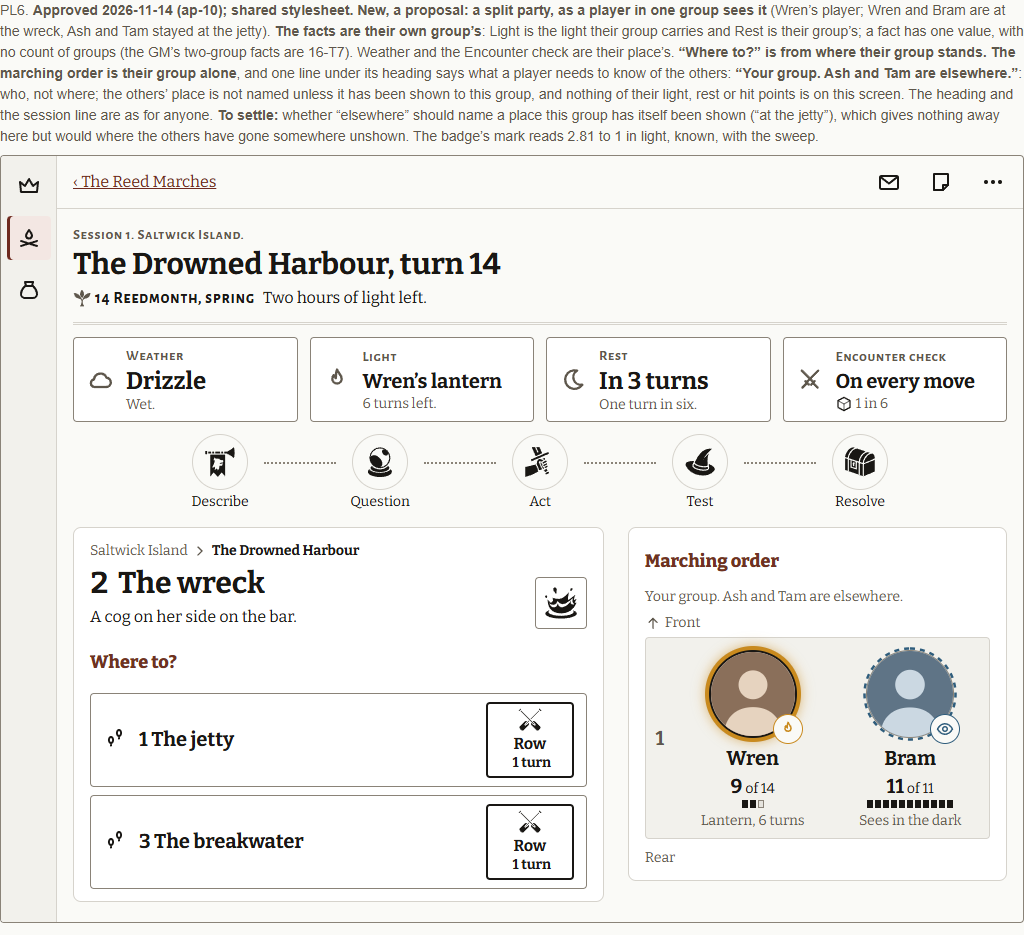 PL6. Approved 2026-11-14 (ap-10); shared stylesheet. New, a proposal: a split party, as a player in one group sees it (Wren’s player; Wren and Bram are at
the wreck, Ash and Tam stayed at the jetty). The facts are their own group’s: Light is the light their group carries and Rest is their group’s; a fact has one value, with
no count of groups (the GM’s two-group facts are 16-T7). Weather and the Encounter check are their place’s. “Where to?” is from where their group stands. The
marching order is their group alone, and one line under its heading says what a player needs to know of the others: “Your group. Ash and Tam are elsewhere.”:
who, not where; the others’ place is not named unless it has been shown to this group, and nothing of their light, rest or hit points is on this screen. The heading and
the session line are as for anyone. To settle: whether “elsewhere” should name a place this group has itself been shown (“at the jetty”), which gives nothing away
here but would where the others have gone somewhere unshown. The badge’s mark reads 2.81 to 1 in light, known, with the sweep.
‹ The Reed Marches
Session 1. Saltwick Island.
The Drowned Harbour, turn 14
14 Reedmonth, spring Two hours of light left.
Weather
Drizzle
Wet.
Light
Wren’s lantern
6 turns left.
Rest
In 3 turns
One turn in six.
Encounter check
On every move
1 in 6
Describe
Question
Act
Test
Resolve
Saltwick Island > The Drowned Harbour
2 The wreck
A cog on her side on the bar.
Where to?
1 The jetty
Row
1 turn
3 The breakwater
Row
1 turn
Marching order
Your group. Ash and Tam are elsewhere.
↑ Front
1
Wren
9 of 14
Lantern, 6 turns
Bram
11 of 11
Sees in the dark
Rear